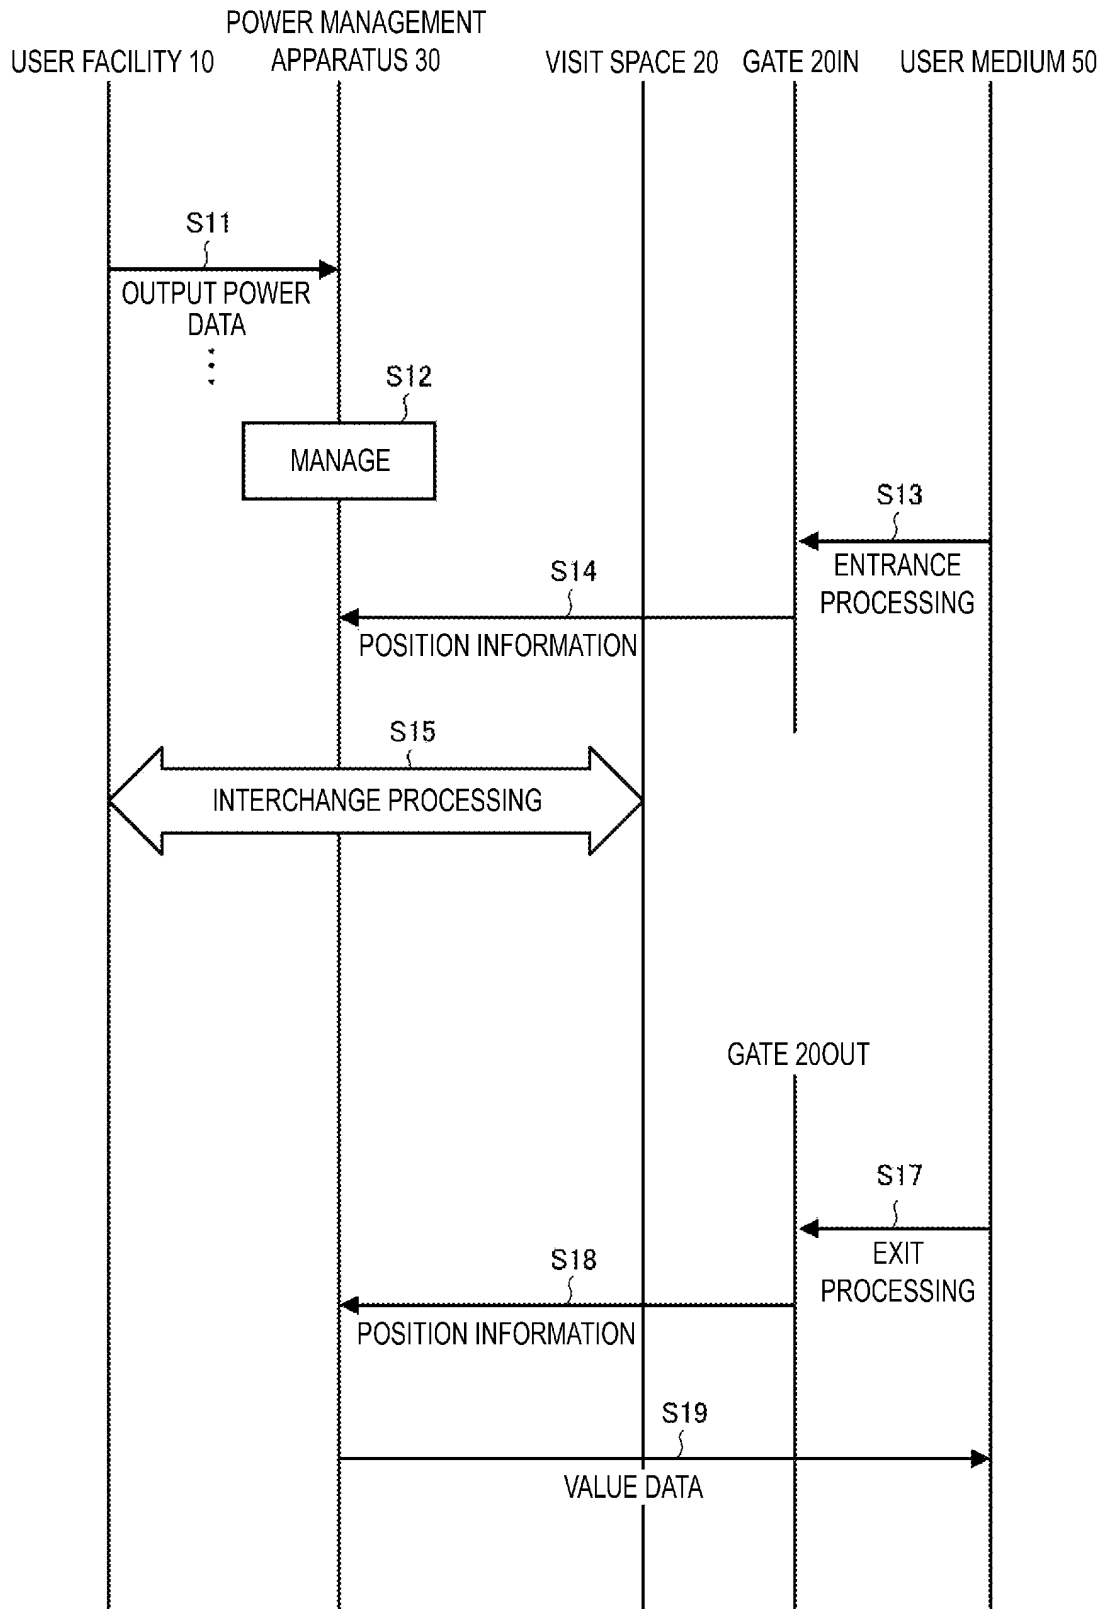 POWER MANAGEMENT
USER FACILITY 10 APPARATUS 30 VISIT SPACE 20 GATE 20IN USER MEDIUM 50
S11
OUTPUT POWER
DATA
S12
MANAGE
S13
ENTRANCE
PROCESSING
S14
POSITION INFORMATION
S15
INTERCHANGE PROCESSING
GATE 20OUT
S17
EXIT
PROCESSING
S18
POSITION INFORMATION
S19
VALUE DATA